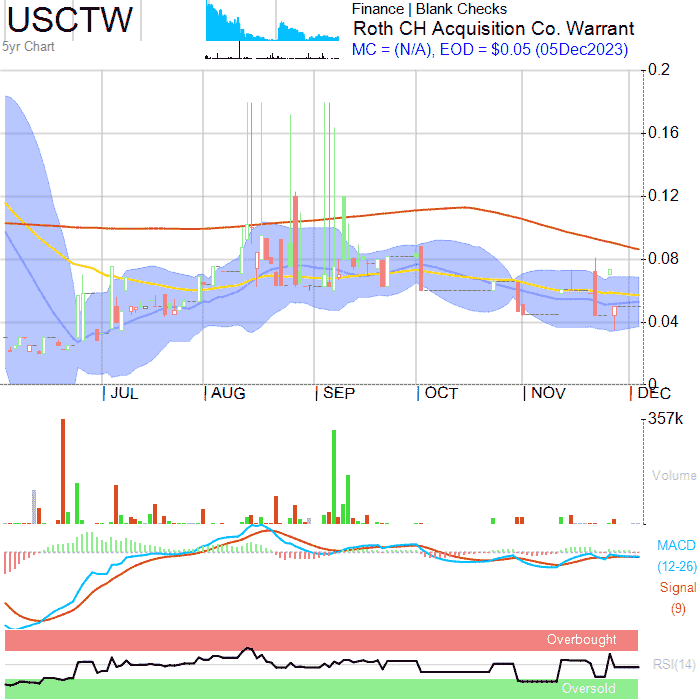 USCTW
5yr Chart
Finance | Blank Checks
Roth CH Acquisition Co. Warrant
MC = (N/A), EOD = $0.05 (05Dec2023)
0.2
0.16
0.12
0.08
0.04
0
JUL AUG SEP OCT NOV DEC
357k
Volume
MACD
(12-26)
Signal
(9)
Overbought
RSI(14)
Oversold